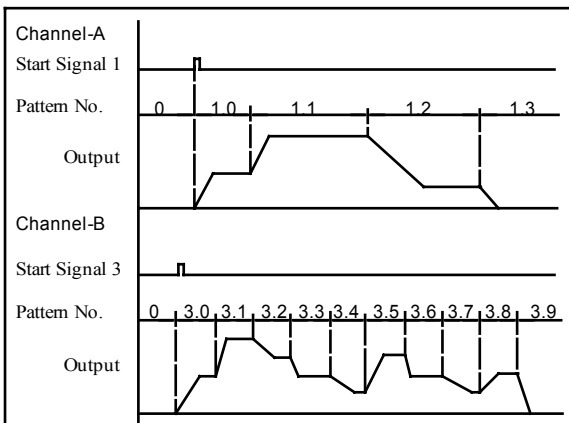 Channel-A
Start Signal 1
Pattern No. 0 1.0 1.1 1.2 1.3
Output
Channel-B
Start Signal 3
Pattern No. 0 3.0 3.1 3.2 3.3 3.4 3.5 3.6 3.7 3.8 3.9
Output